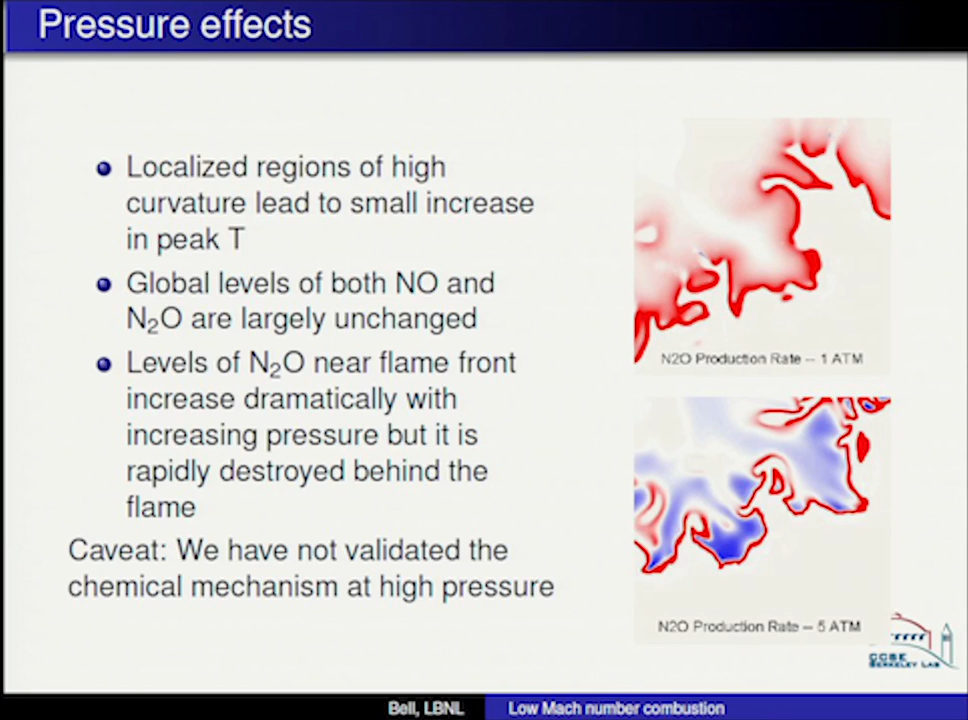 Pressure effects
Localized regions of high
curvature lead to small increase
in peak T
Global levels of both NO and
N₂O are largely unchanged
Levels of N₂O near flame front
increase dramatically with
increasing pressure but it is
rapidly destroyed behind the
flame
Caveat: We have not validated the
chemical mechanism at high pressure
N2O Production Rate -- 1 ATM
N2O Production Rate -- 5 ATM
CCSE
BERKELEY LAB
Bell, LBNL
Low Mach number combustion